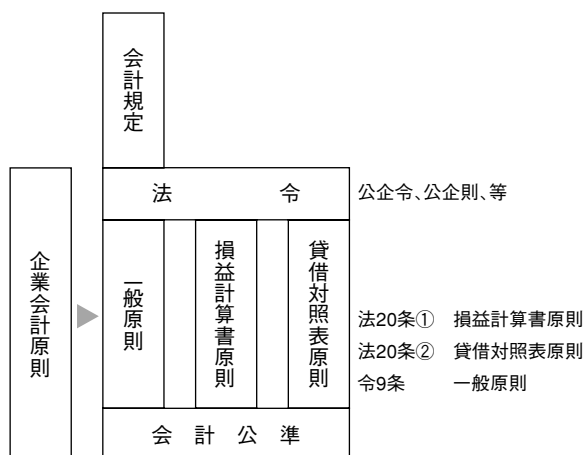 会計規定
法　令
公企令、公企則、等
企業会計原則
一般原則
損益計算書原則
貸借対照表原則
法20条①　損益計算書原則
法20条②　貸借対照表原則
令9条　一般原則
会計公準